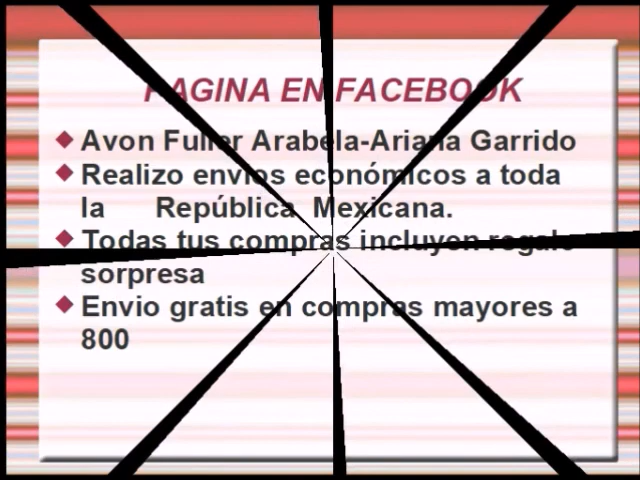 PAGINA EN FACEBOOK
Avon Fuller Arabela-Ariana Garrido
Realizo envios económicos a toda
la República Mexicana.
Todas tus compras incluyen regalo
sorpresa
Envio gratis en compras mayores a
800